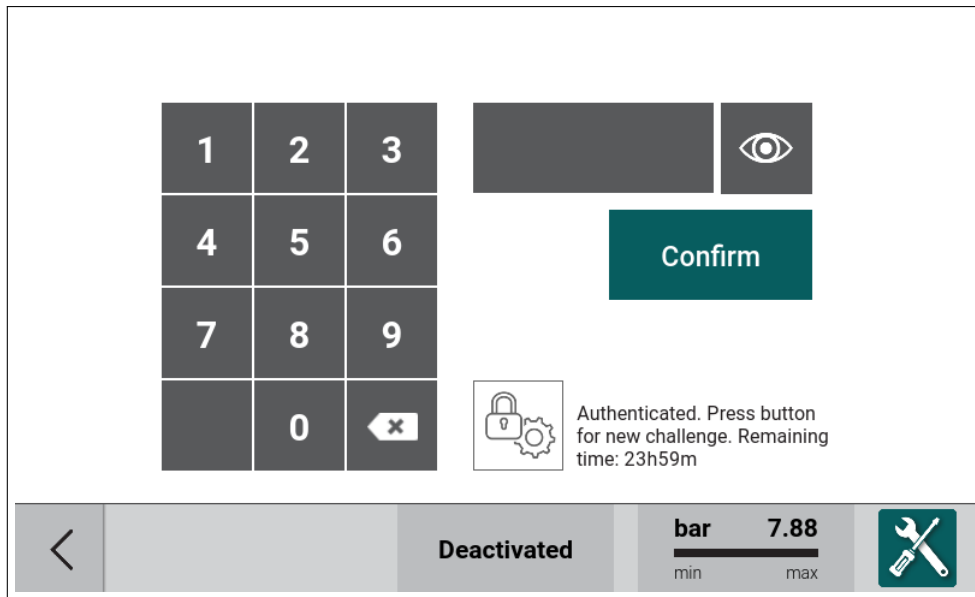 1 2 3
4 5 6
Confirm
7 8 9
0
Authenticated. Press button
for new challenge. Remaining
time: 23h59m
Deactivated
bar 7.88
min max